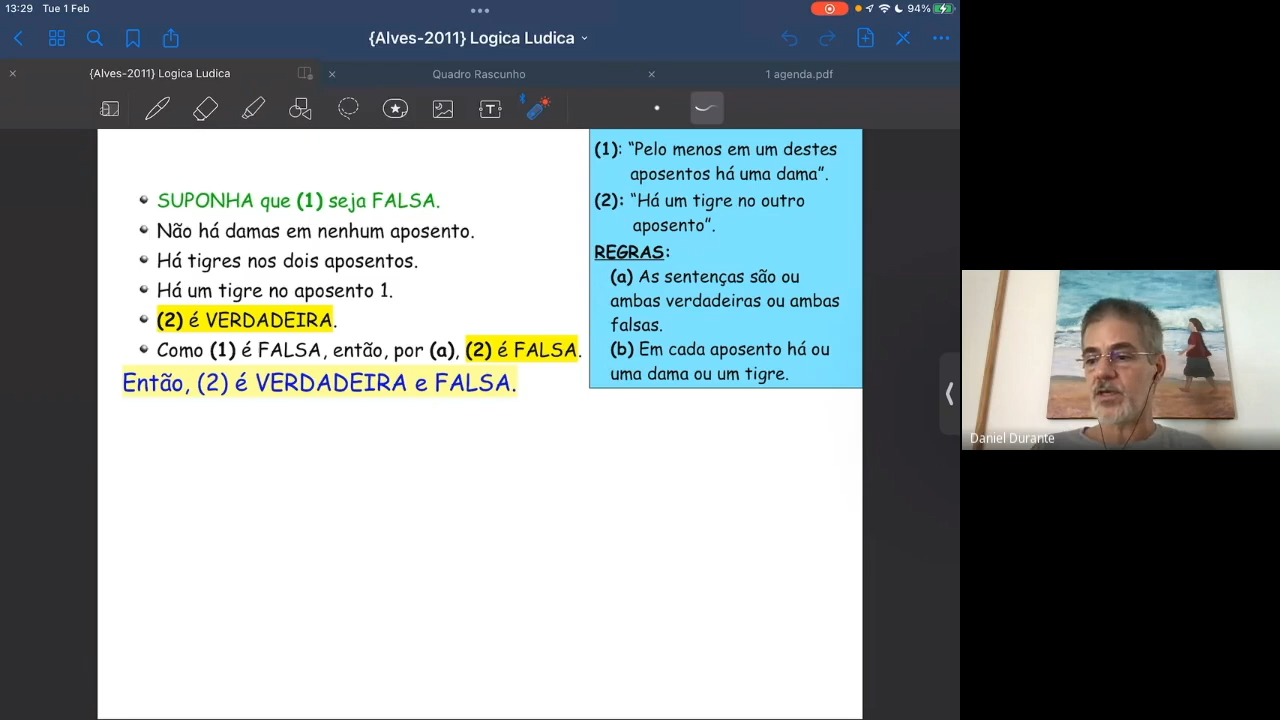 13:29 Tue 1 Feb
94%
{Alves-2011} Logica Ludica
{Alves-2011} Logica Ludica
Quadro Rascunho
1 agenda.pdf
T
SUPONHA que (1) seja FALSA.
Não há damas em nenhum aposento.
Há tigres nos dois aposentos.
Há um tigre no aposento 1.
(2) é VERDADEIRA.
Como (1) é FALSA, então, por (a), (2) é FALSA.
Então, (2) é VERDADEIRA e FALSA.
(1): “Pelo menos em um destes
aposentos há uma dama”.
(2): “Há um tigre no outro
aposento”.
REGRAS:
(a) As sentenças são ou
ambas verdadeiras ou ambas
falsas.
(b) Em cada aposento há ou
uma dama ou um tigre.
Daniel Durante